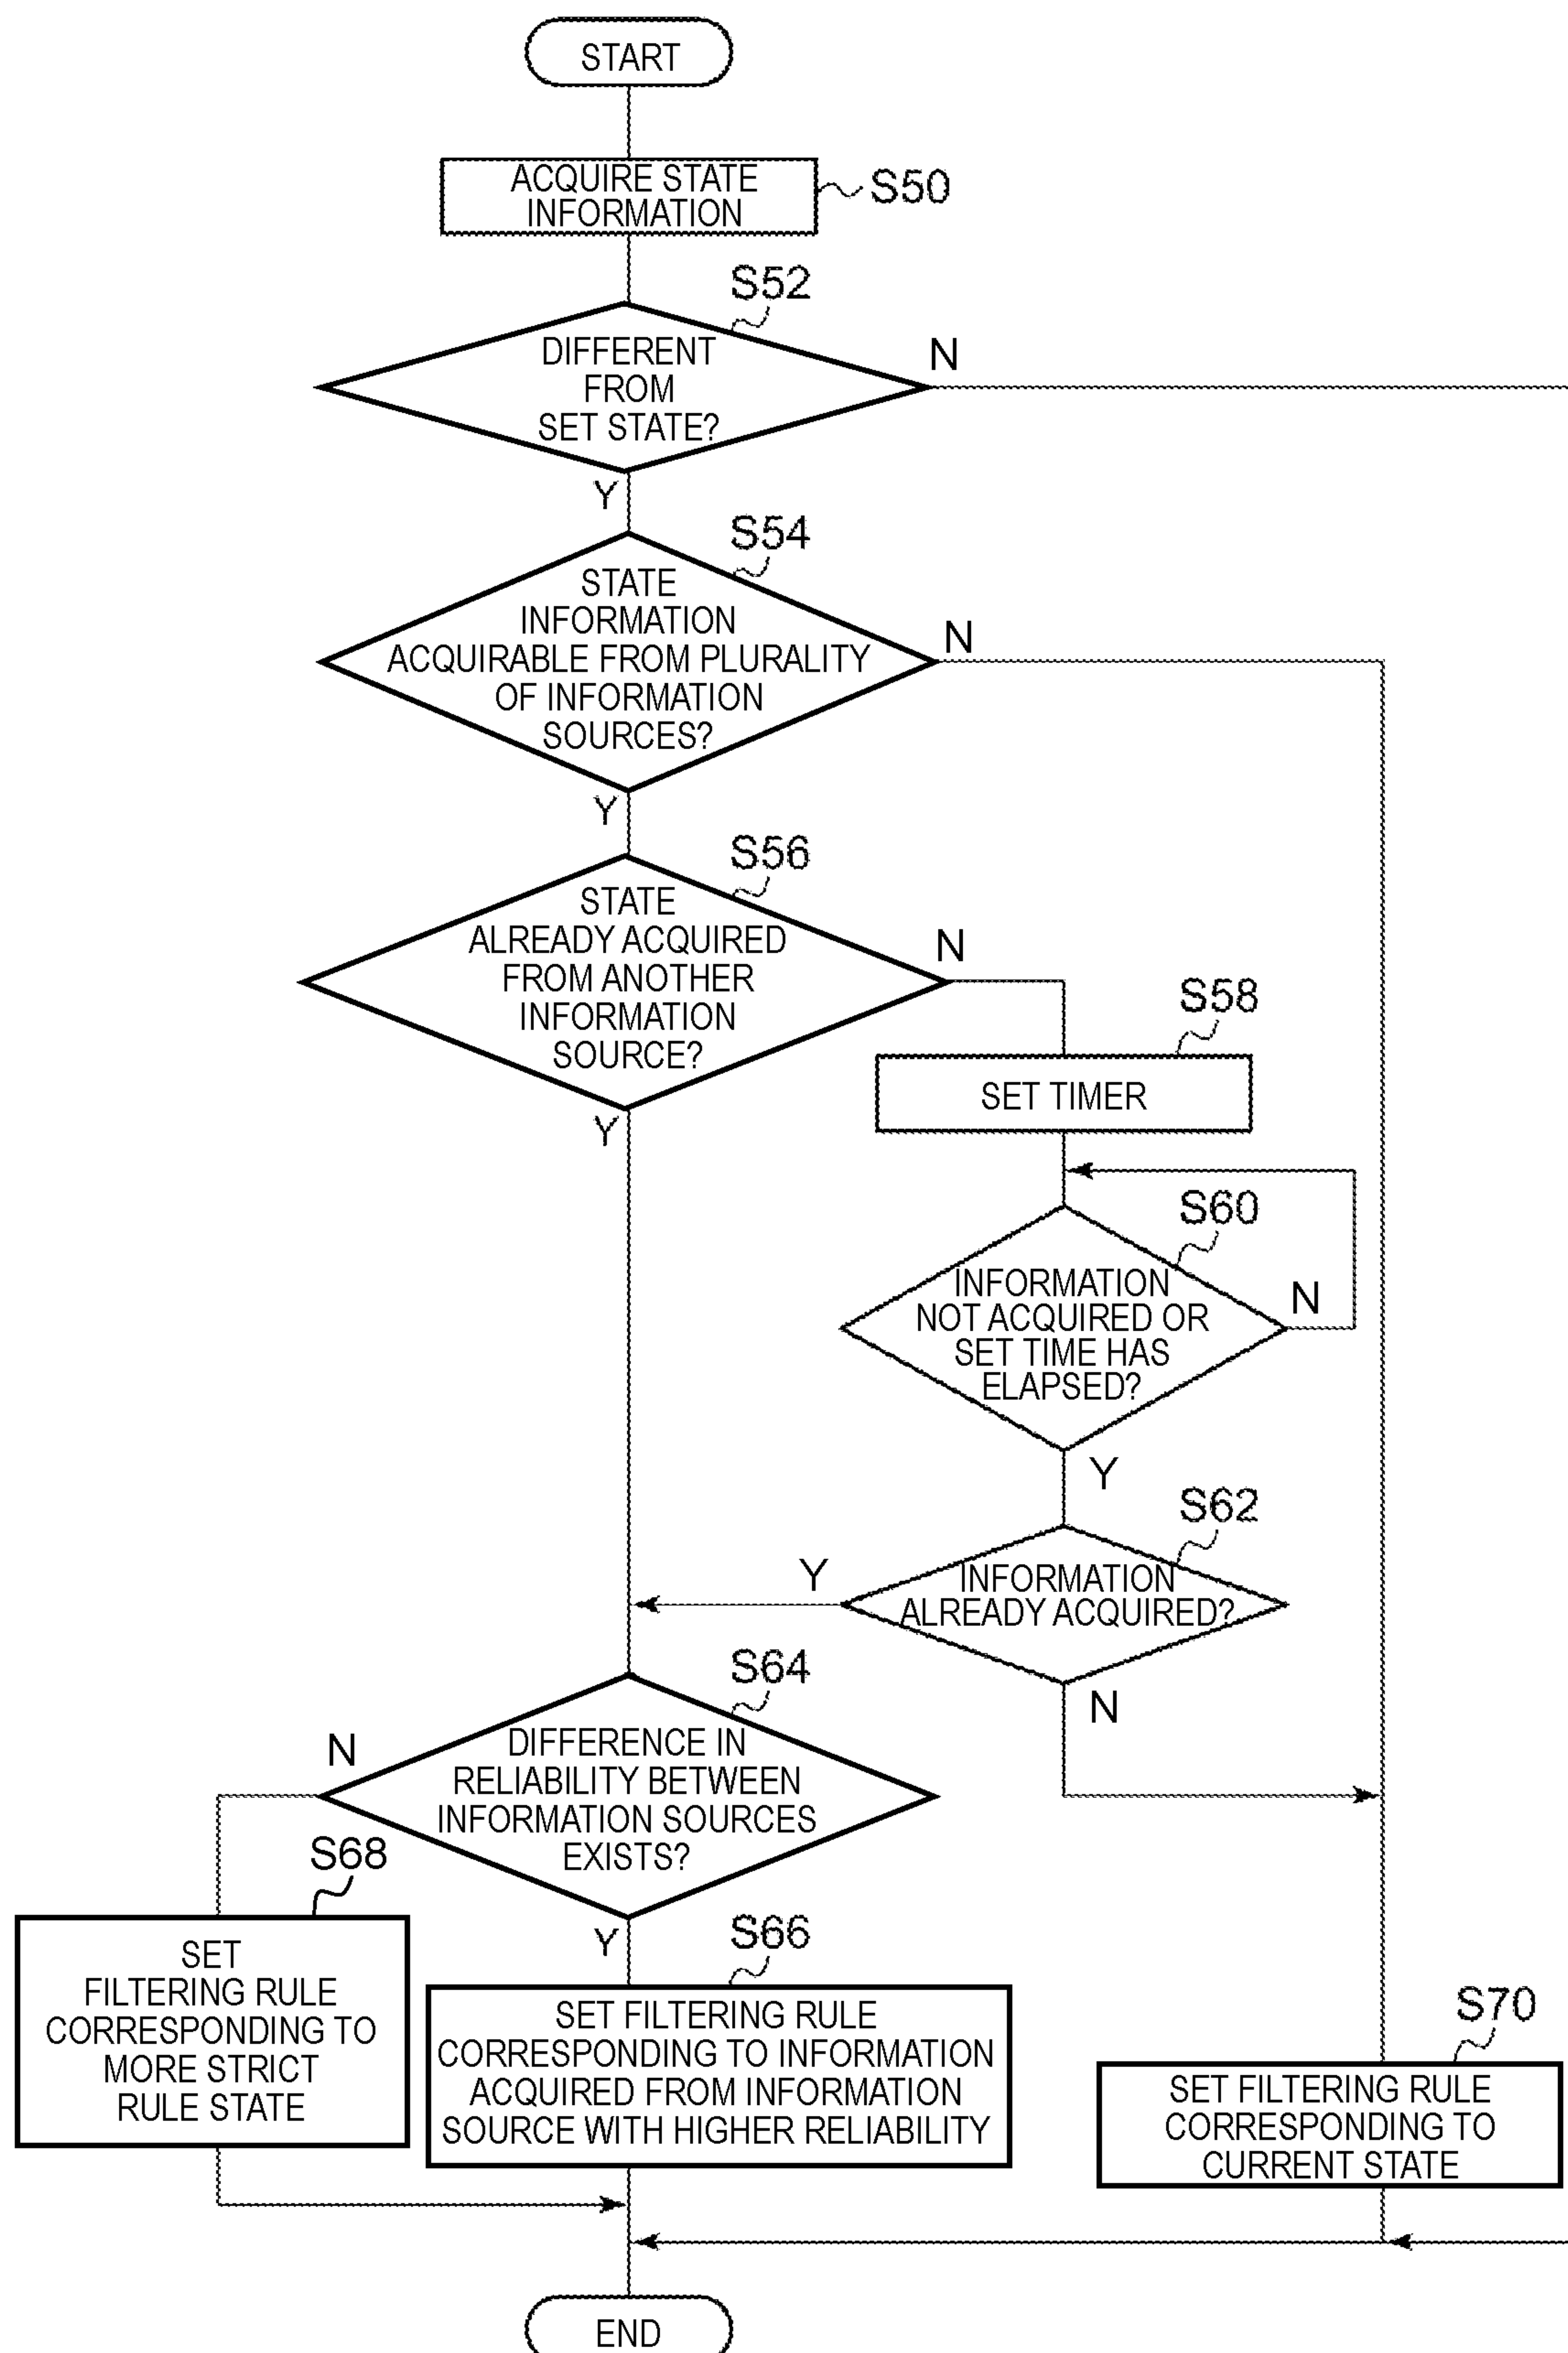 START
ACQUIRE STATE
INFORMATION
S50
S52
DIFFERENT
FROM
SET STATE?
N
Y
S54
STATE
INFORMATION
ACQUIRABLE FROM PLURALITY
OF INFORMATION
SOURCES?
N
Y
S56
STATE
ALREADY ACQUIRED
FROM ANOTHER
INFORMATION
SOURCE?
N
Y
S58
SET TIMER
S60
INFORMATION
NOT ACQUIRED OR
SET TIME HAS
ELAPSED?
N
Y
S62
INFORMATION
ALREADY ACQUIRED?
Y
N
S64
DIFFERENCE IN
RELIABILITY BETWEEN
INFORMATION SOURCES
EXISTS?
N
Y
S68
SET
FILTERING RULE
CORRESPONDING TO
MORE STRICT
RULE STATE
S66
SET FILTERING RULE
CORRESPONDING TO INFORMATION
ACQUIRED FROM INFORMATION
SOURCE WITH HIGHER RELIABILITY
S70
SET FILTERING RULE
CORRESPONDING TO
CURRENT STATE
END